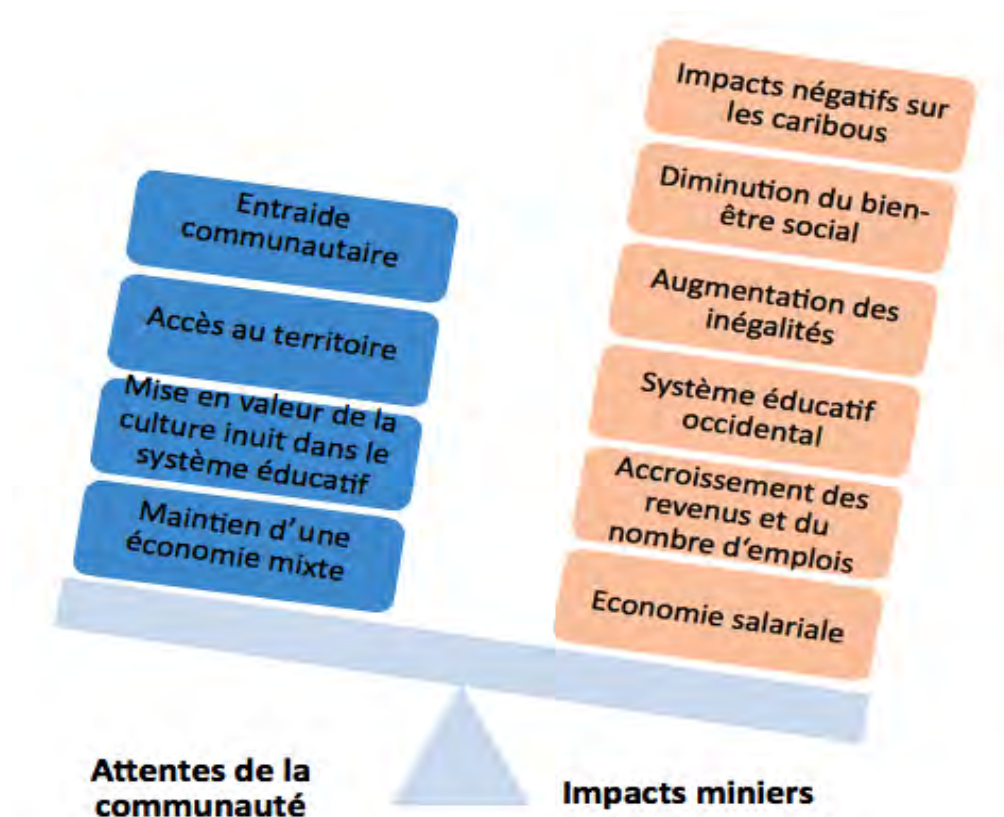 Entraide
communautaire
Accès au territoire
Mise en valeur de la
culture inuit dans le
système éducatif
Maintien d’une
économie mixte
Attentes de la
communauté
Impacts négatifs sur
les caribous
Diminution du bien-
être social
Augmentation des
inégalités
Système éducatif
occidental
Accroissement des
revenus et du
nombre d’emplois
Economie salariale
Impacts miniers